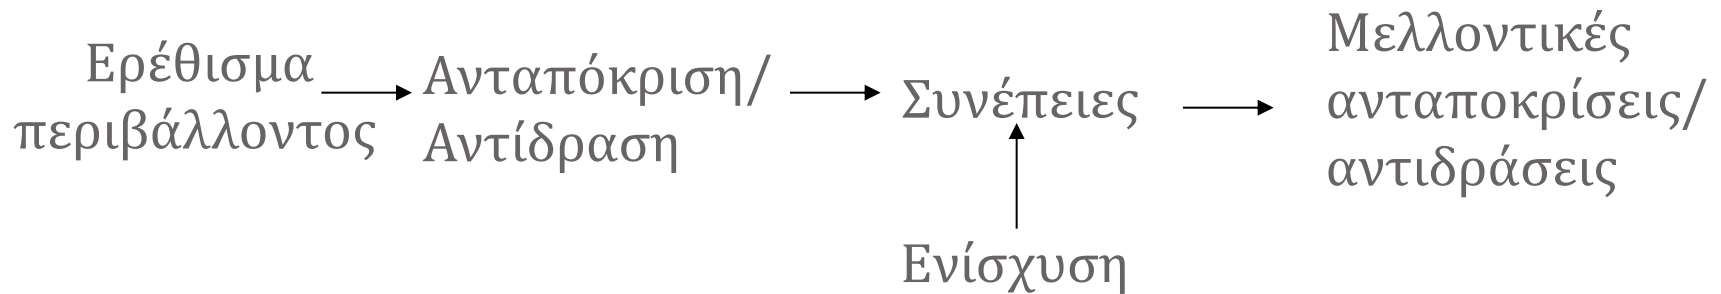 Ερέθισμα
περιβάλλοντος
Ανταπόκριση/
Αντίδραση
Συνέπειες
Ενίσχυση
Μελλοντικές
ανταποκρίσεις/
αντιδράσεις